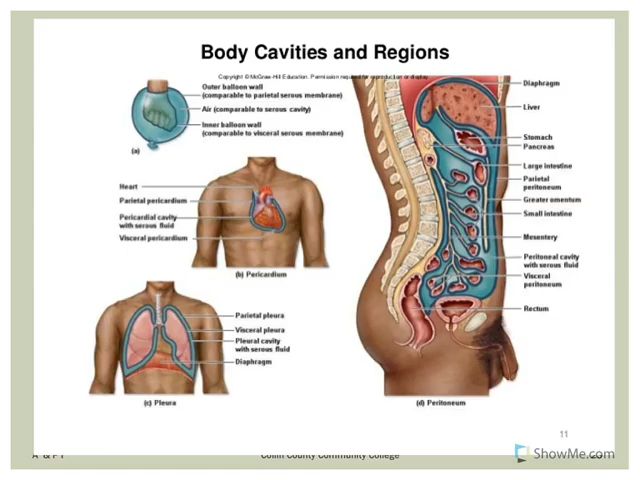 Body Cavities and Regions
Copyright © McGraw-Hill Education. Permission required for reproduction or display.
Outer balloon wall
(comparable to parietal serous membrane)
Air (comparable to serous cavity)
Inner balloon wall
(comparable to visceral serous membrane)
(a)
Heart
Parietal pericardium
Pericardial cavity
with serous fluid
Visceral pericardium
(b) Pericardium
Parietal pleura
Visceral pleura
Pleural cavity
with serous fluid
Diaphragm
(c) Pleura
Diaphragm
Liver
Stomach
Pancreas
Large intestine
Parietal
peritoneum
Greater omentum
Small intestine
Mesentery
Peritoneal cavity
with serous fluid
Visceral
peritoneum
Rectum
(d) Peritoneum
11
Collin County Community College
ShowMe.com